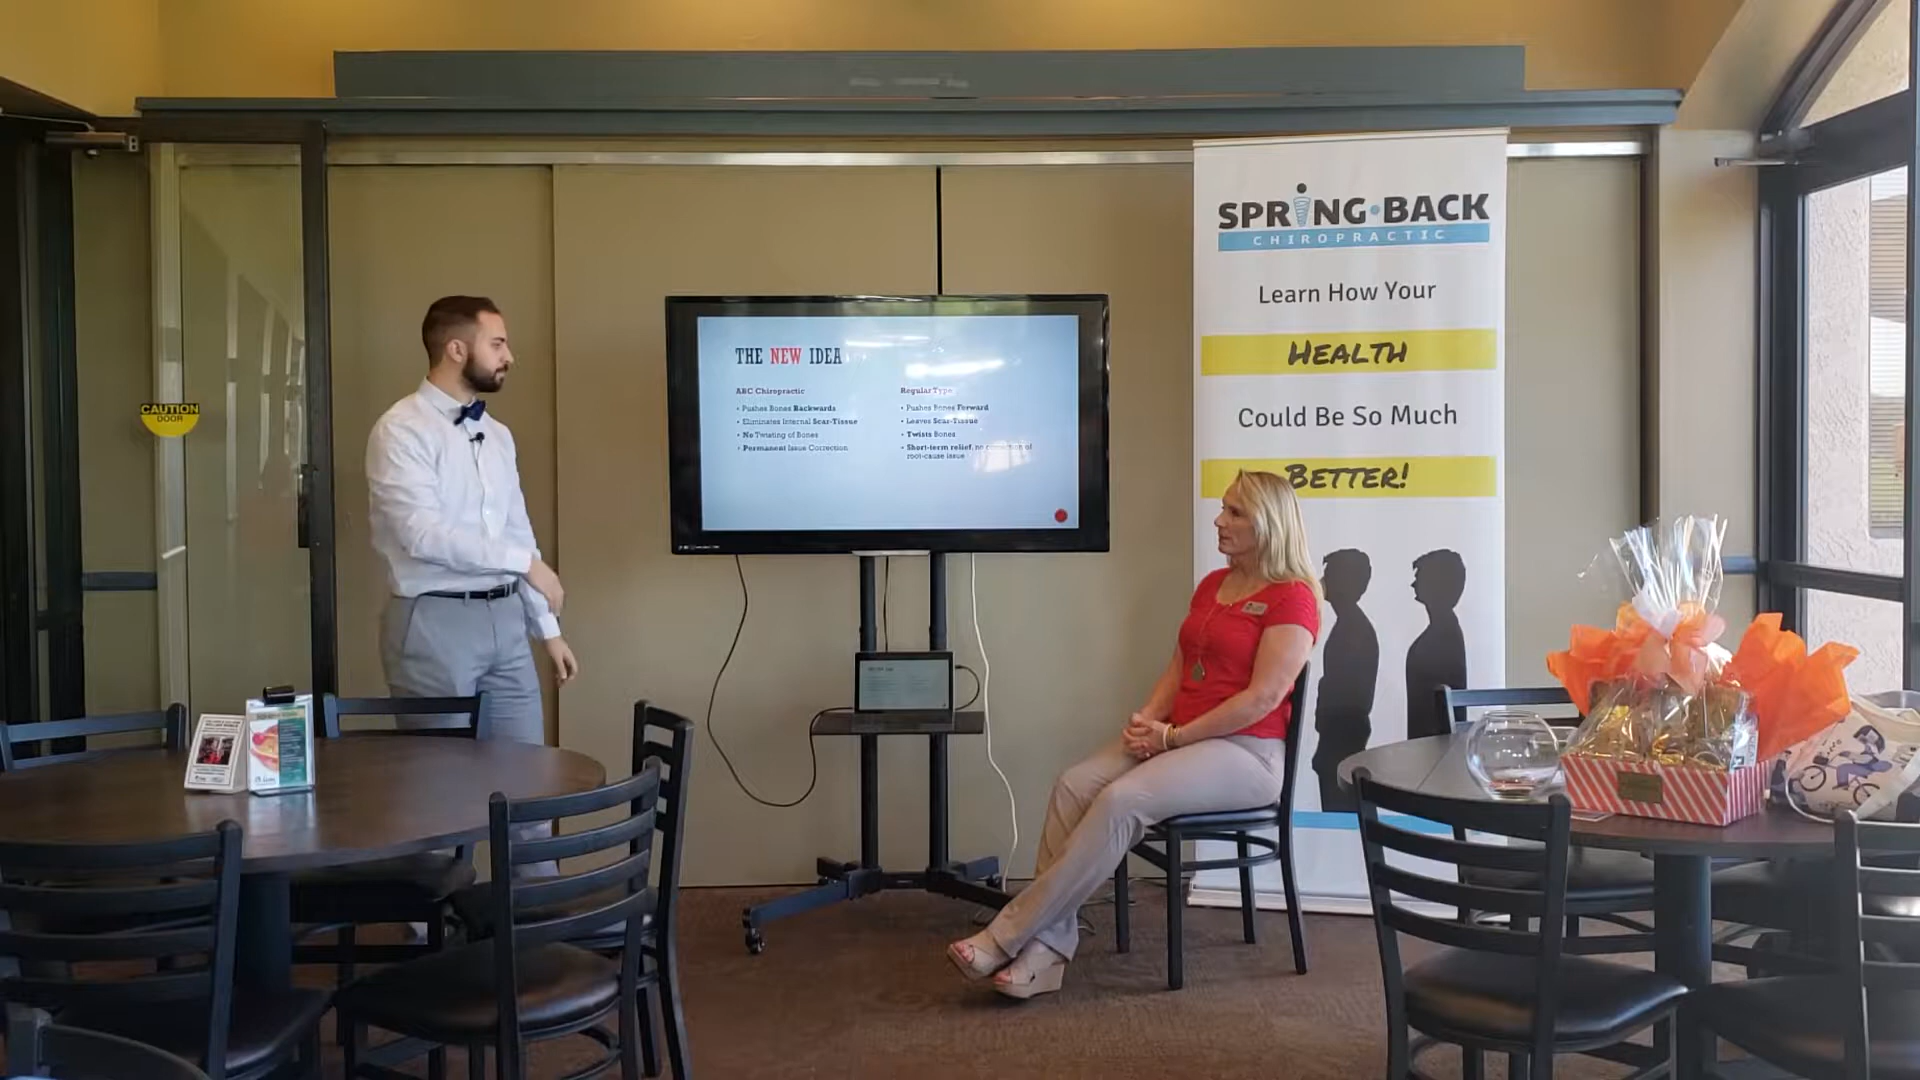 SPRING·BACK
CHIROPRACTIC
Learn How Your
HEALTH
Could Be So Much
BETTER!
THE NEW IDEA
ABC Chiropractic
• Pushes Bones Backwards
• Eliminates Internal Scar-Tissue
• No Twisting of Bones
• Permanent Issue Correction
Regular Type
• Pushes Bones Forward
• Leaves Scar-Tissue
• Twists Bones
• Short-term relief, no correction of
root-cause issue
CAUTION
DOOR